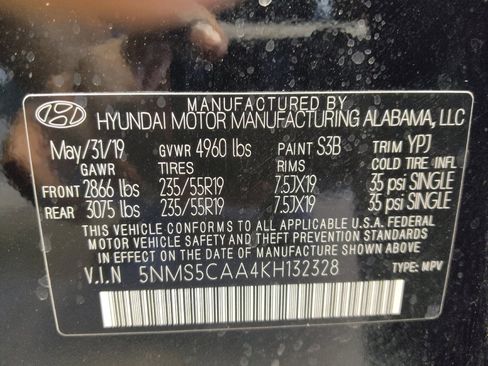 MANUFACTURED BY
HYUNDAI MOTOR MANUFACTURING ALABAMA, LLC
May/31/19 GVWR 4960 lbs PAINT S3B TRIM YPJ
GAWR TIRES RIMS COLD TIRE INFL
FRONT 2866 lbs 235/55R19 7.5JX19 35 psi SINGLE
REAR 3075 lbs 235/55R19 7.5JX19 35 psi SINGLE
THIS VEHICLE CONFORMS TO ALL APPLICABLE U.S.A. FEDERAL
MOTOR VEHICLE SAFETY, BUMPER, AND THEFT PREVENTION STANDARDS
IN EFFECT ON THE DATE OF MANUFACTURE SHOWN ABOVE.
V.I.N 5NMS5CAA4KH132328 TYPE: MPV